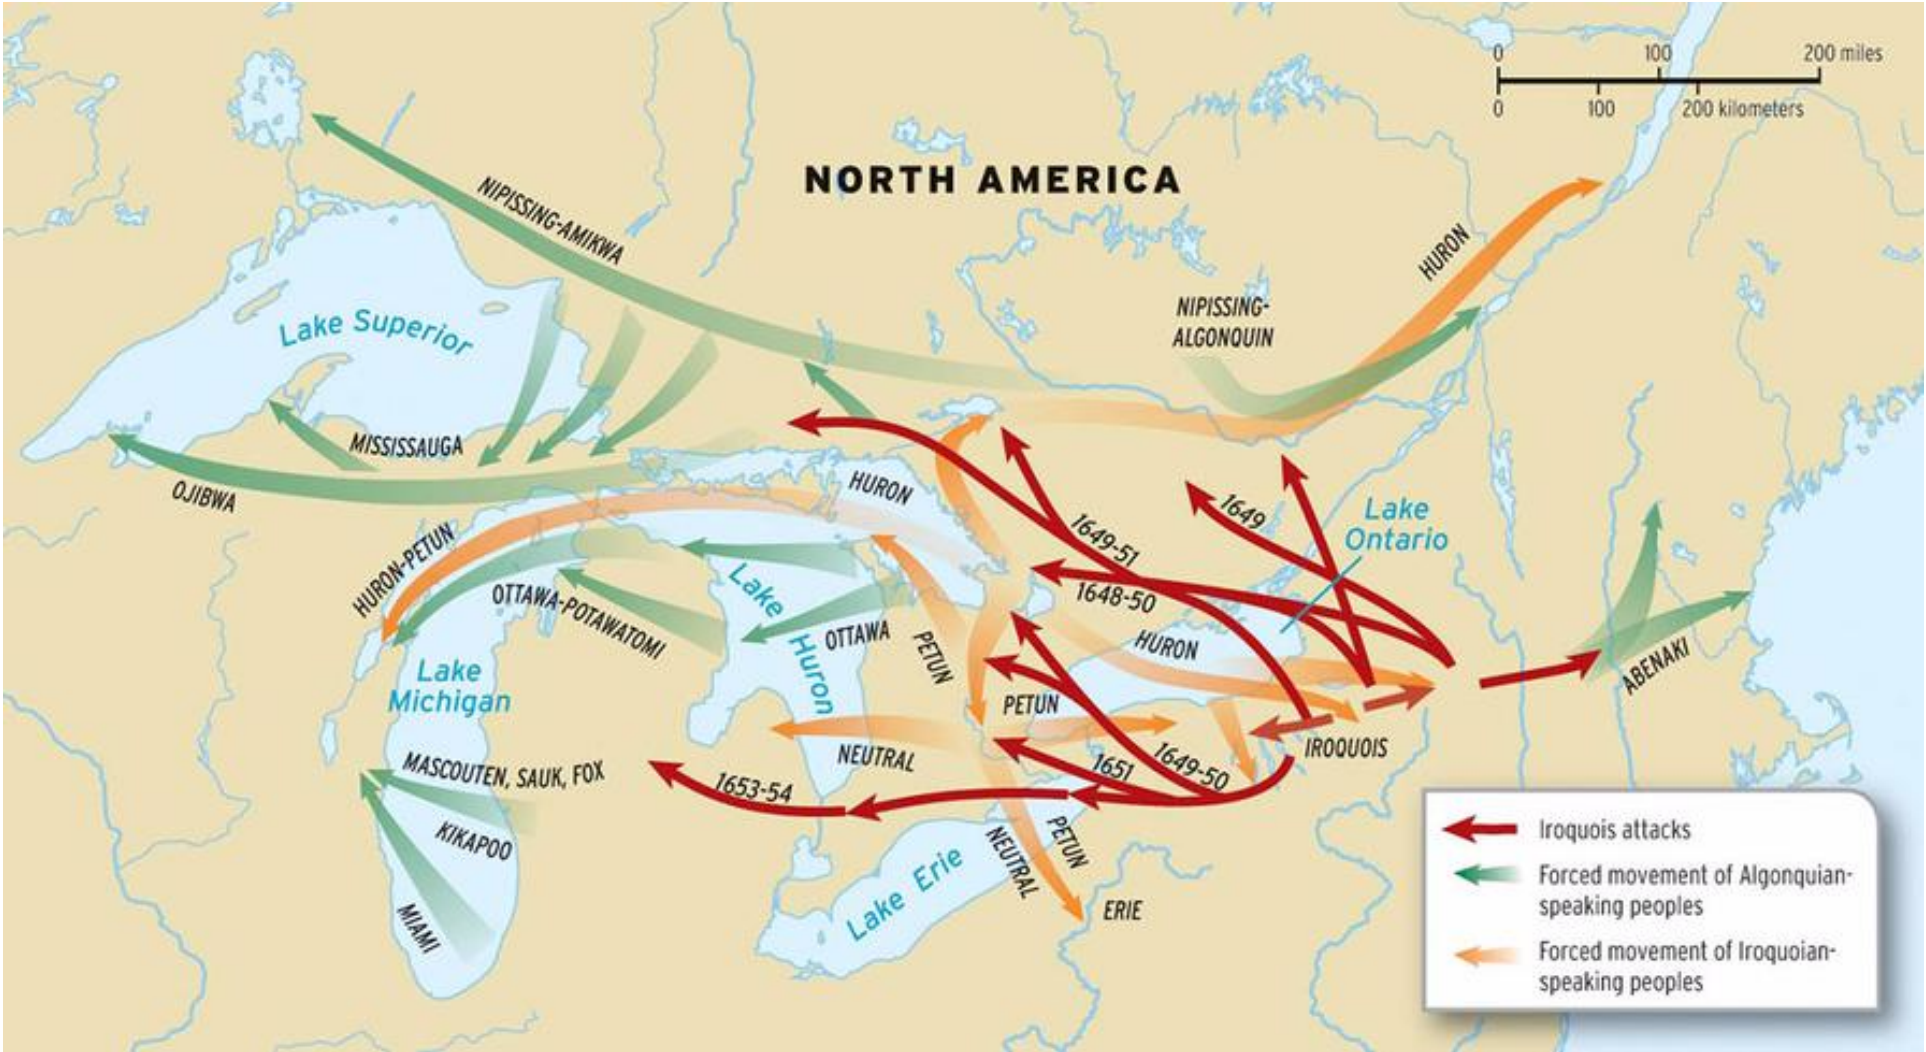 0 100 200 miles
0 100 200 kilometers
NORTH AMERICA
NIPISSING-AMIKWA
HURON
NIPISSING-
ALGONQUIN
Lake Superior
MISSISSAUGA
OJIBWA
HURON
1649
Lake
Ontario
1649-51
HURON-PETUN
1648-50
OTTAWA-POTAWATOMI
Lake
Huron
OTTAWA
PETUN
HURON
ABENAKI
Lake
Michigan
PETUN
NEUTRAL
IROQUOIS
MASCOUTEN, SAUK, FOX
1653-54
1651
1649-50
KIKAPOO
MIAMI
NEUTRAL
PETUN
Lake Erie
ERIE
Iroquois attacks
Forced movement of Algonquian-
speaking peoples
Forced movement of Iroquoian-
speaking peoples